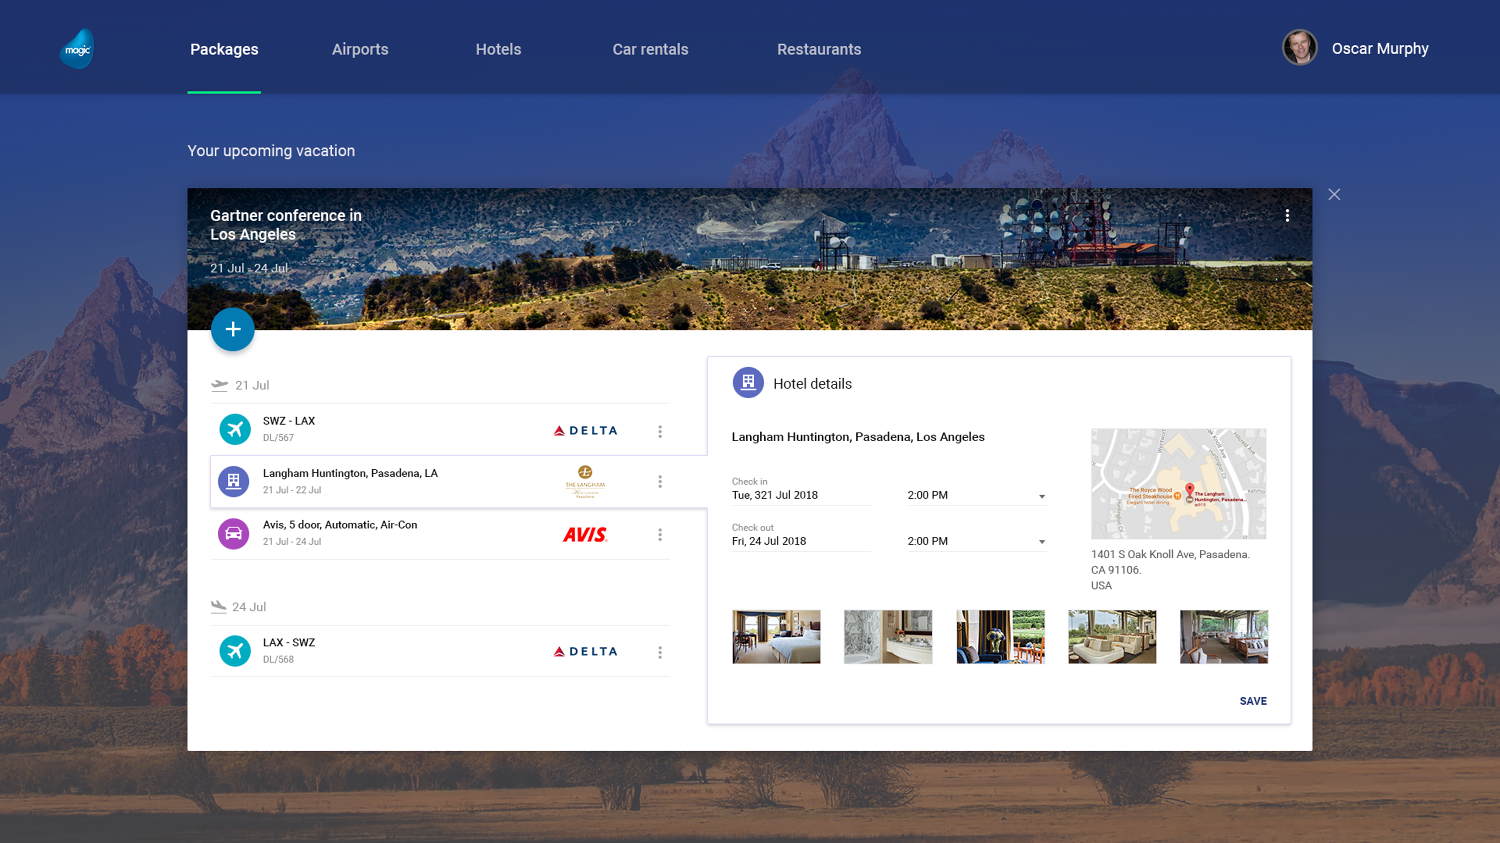 magic
Packages
Airports
Hotels
Car rentals
Restaurants
Oscar Murphy
Your upcoming vacation
Gartner conference in
Los Angeles
21 Jul - 24 Jul
21 Jul
SWZ - LAX
DL/567
DELTA
Langham Huntington, Pasadena, LA
21 Jul - 22 Jul
THE LANGHAM
Avis, 5 door, Automatic, Air-Con
21 Jul - 24 Jul
AVIS
24 Jul
LAX - SWZ
DL/568
DELTA
Hotel details
Langham Huntington, Pasadena, Los Angeles
Check in
Tue, 321 Jul 2018
2:00 PM
Check out
Fri, 24 Jul 2018
2:00 PM
The Royce Wood
Fired Steakhouse
Elegant hotel dining
The Langham
Huntington, Pasadena...
1401 S Oak Knoll Ave, Pasadena.
CA 91106.
USA
SAVE